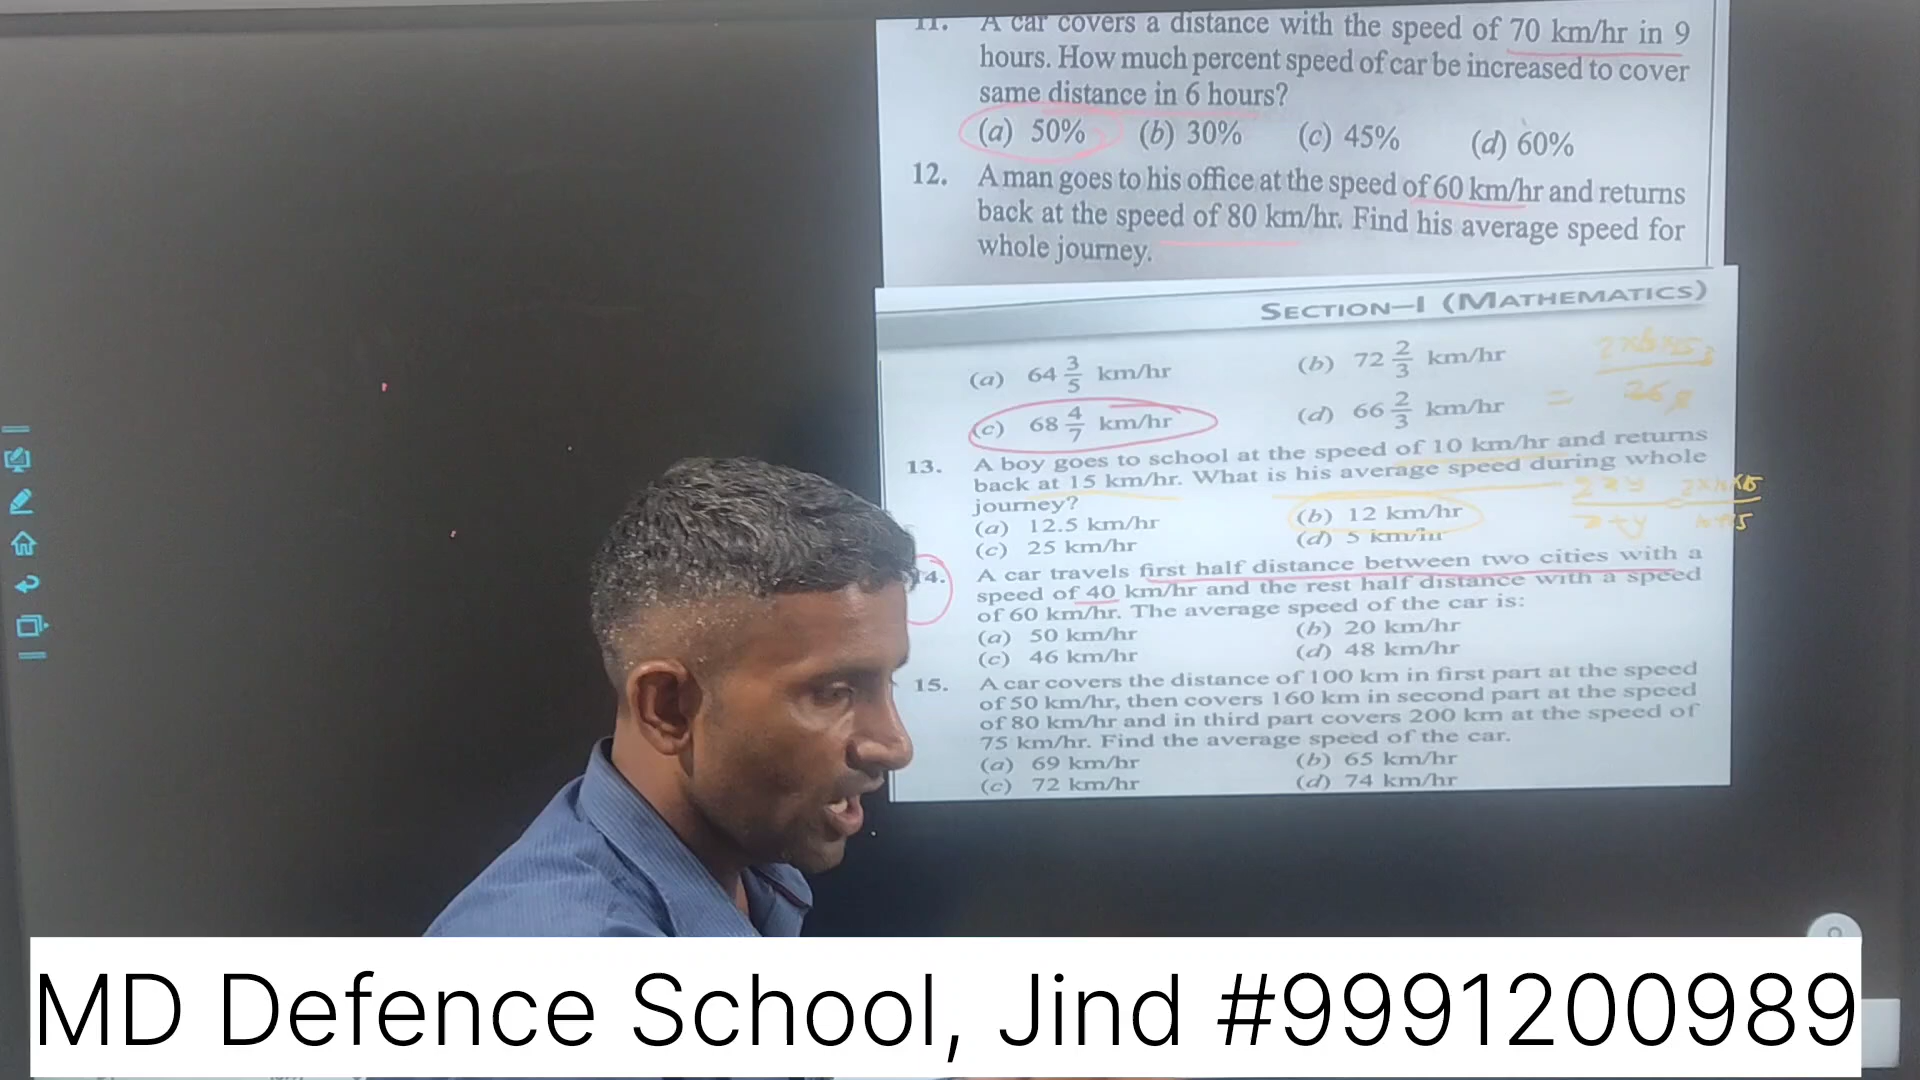 11. A car covers a distance with the speed of 70 km/hr in 9
hours. How much percent speed of car be increased to cover
same distance in 6 hours?
(a) 50% (b) 30% (c) 45% (d) 60%
12. A man goes to his office at the speed of 60 km/hr and returns
back at the speed of 80 km/hr. Find his average speed for
whole journey.
SECTION–I (MATHEMATICS)
(a) 64 3/5 km/hr (b) 72 2/3 km/hr
(c) 68 4/7 km/hr (d) 66 2/3 km/hr
13. A boy goes to school at the speed of 10 km/hr and returns
back at 15 km/hr. What is his average speed during whole
journey?
(a) 12.5 km/hr (b) 12 km/hr
(c) 25 km/hr (d) 5 km/hr
14. A car travels first half distance between two cities with a
speed of 40 km/hr and the rest half distance with a speed
of 60 km/hr. The average speed of the car is:
(a) 50 km/hr (b) 20 km/hr
(c) 46 km/hr (d) 48 km/hr
15. A car covers the distance of 100 km in first part at the speed
of 50 km/hr, then covers 160 km in second part at the speed
of 80 km/hr and in third part covers 200 km at the speed of
75 km/hr. Find the average speed of the car.
(a) 69 km/hr (b) 65 km/hr
(c) 72 km/hr (d) 74 km/hr
MD Defence School, Jind #9991200989